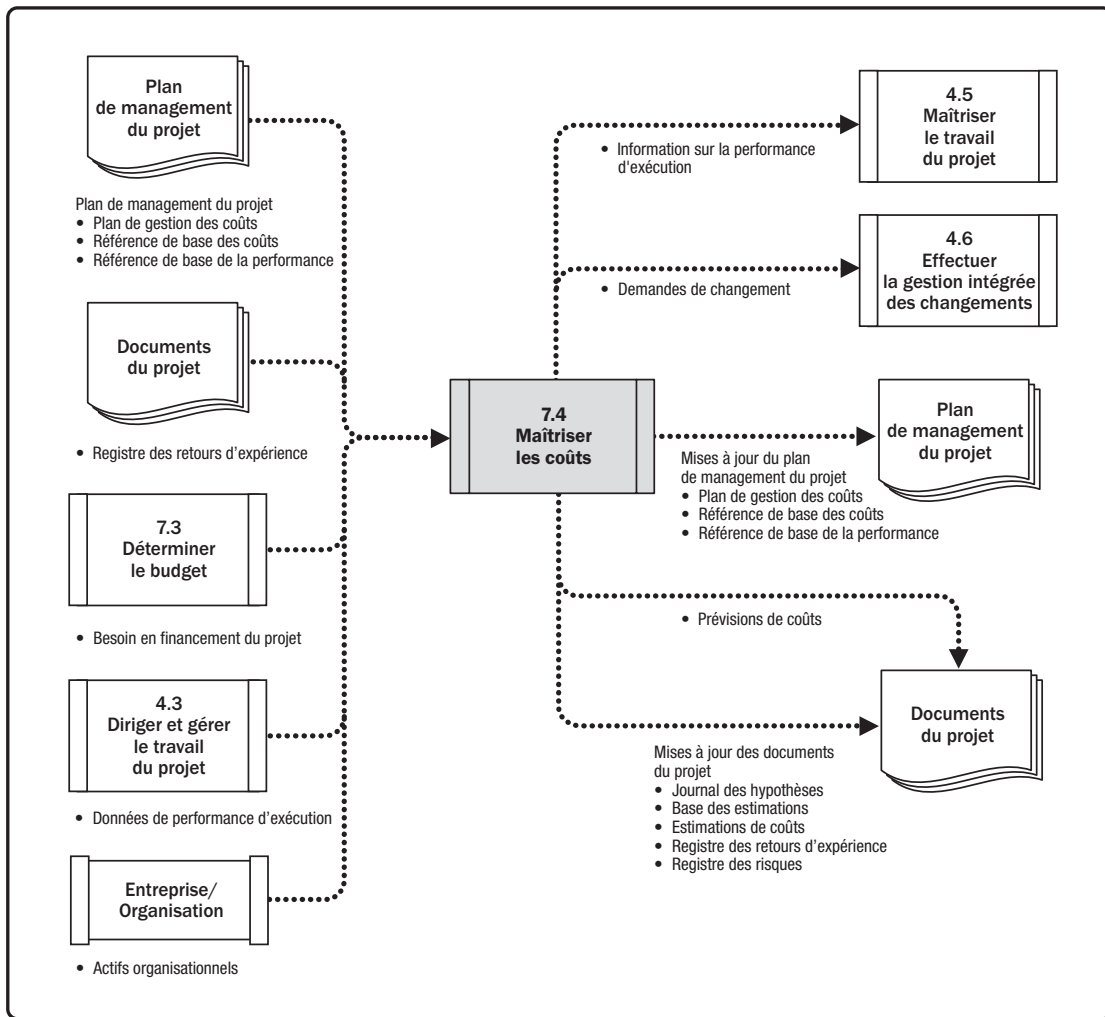 Plan
de management
du projet
Plan de management du projet
• Plan de gestion des coûts
• Référence de base des coûts
• Référence de base de la performance
Documents
du projet
• Registre des retours d’expérience
7.3
Déterminer
le budget
• Besoin en financement du projet
4.3
Diriger et gérer
le travail
du projet
• Données de performance d’exécution
Entreprise/
Organisation
• Actifs organisationnels
7.4
Maîtriser
les coûts
• Information sur la performance
d'exécution
4.5
Maîtriser
le travail
du projet
• Demandes de changement
4.6
Effectuer
la gestion intégrée
des changements
Mises à jour du plan
de management du projet
• Plan de gestion des coûts
• Référence de base des coûts
• Référence de base de la performance
Plan
de management
du projet
• Prévisions de coûts
Mises à jour des documents
du projet
• Journal des hypothèses
• Base des estimations
• Estimations de coûts
• Registre des retours d’expérience
• Registre des risques
Documents
du projet